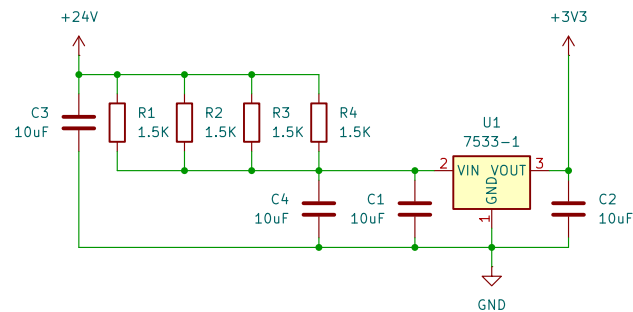 +24V
+3V3
C3
10uF
R1
1.5K
R2
1.5K
R3
1.5K
R4
1.5K
U1
7533-1
2
VIN
VOUT
3
GND
1
C4
10uF
C1
10uF
C2
10uF
GND